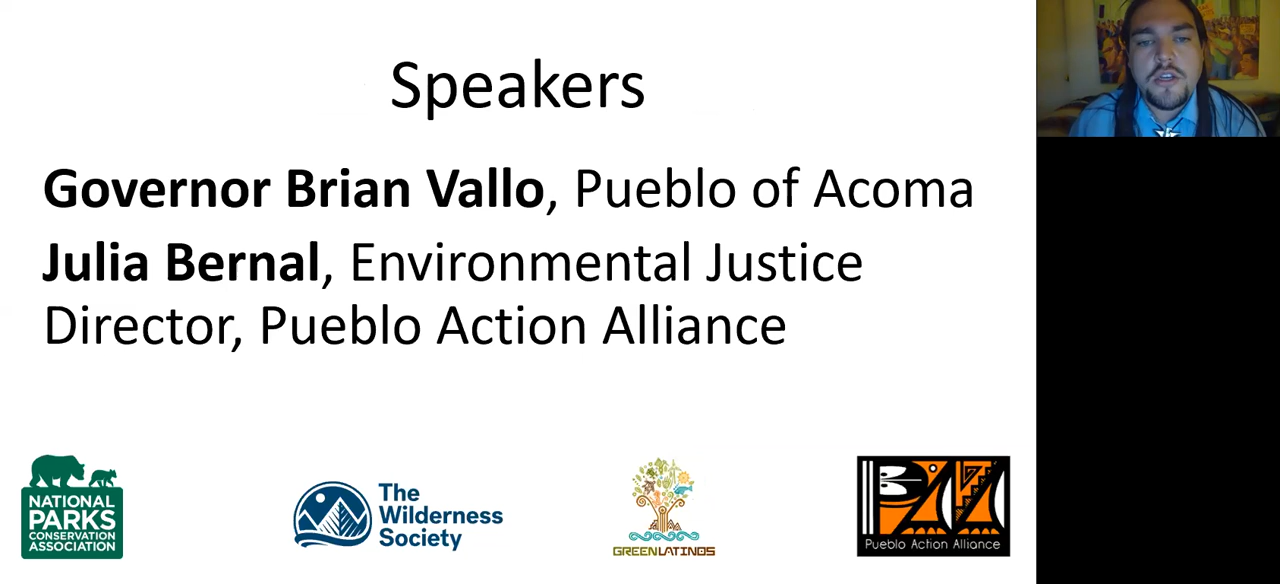 Speakers
Governor Brian Vallo, Pueblo of Acoma
Julia Bernal, Environmental Justice
Director, Pueblo Action Alliance
NATIONAL
PARKS
CONSERVATION
ASSOCIATION
The
Wilderness
Society
GREENLATINOS
Pueblo Action Alliance